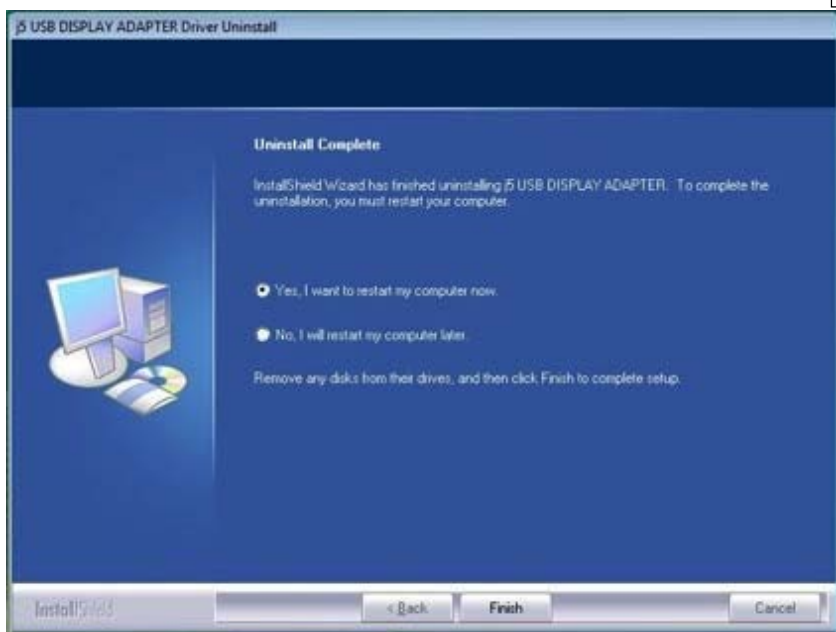 j5 USB DISPLAY ADAPTER Driver Uninstall
Uninstall Complete
InstallShield Wizard has finished uninstalling j5 USB DISPLAY ADAPTER. To complete the
uninstallation, you must restart your computer.
Yes, I want to restart my computer now.
No, I will restart my computer later.
Remove any disks from their drives, and then click Finish to complete setup.
InstallShield
< Back
Finish
Cancel